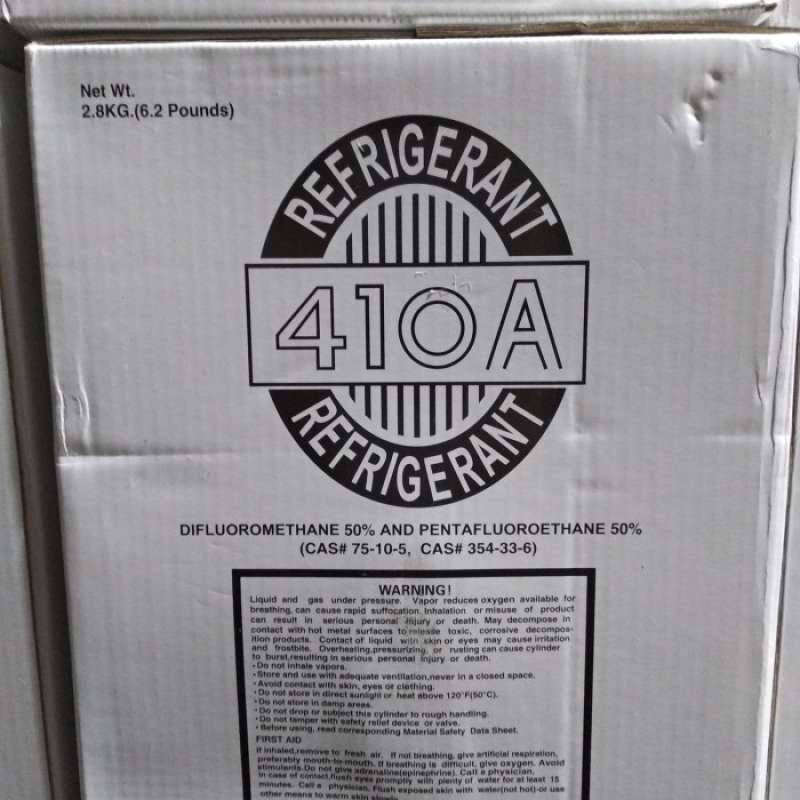 Net Wt.
2.8KG.(6.2 Pounds)
REFRIGERANT
410A
REFRIGERANT
DIFLUOROMETHANE 50% AND PENTAFLUOROETHANE 50%
(CAS# 75-10-5, CAS# 354-33-6)
WARNING!
Liquid and gas under pressure. Vapor reduces oxygen available for
breathing, can cause rapid suffocation. Inhalation or misuse of product
can result in serious personal injury or death. May decompose in
contact with hot metal surfaces to release toxic, corrosive decompos-
ition products. Contact of liquid with skin or eyes may cause irritation
and frostbite. Overheating,pressurizing, or rusting can cause cylinder
to burst,resulting in serious personal injury or death.
·Do not inhale vapors.
·Store and use with adequate ventilation,never in a closed space.
·Avoid contact with skin, eyes or clothing.
·Do not store in direct sunlight or heat above 120°F(50°C).
·Do not store in damp areas.
·Do not drop or subject this cylinder to rough handling.
·Do not tamper with safety relief device or valve.
·Before using, read corresponding Material Safety Data Sheet.
FIRST AID
If inhaled,remove to fresh air. If not breathing, give artificial respiration,
preferably mouth-to-mouth. If breathing is difficult, give oxygen. Avoid
stimulants.Do not give adrenaline(epinephrine). Call a physician.
In case of contact,flush eyes promptly with plenty of water for at least 15
minutes. Call a physician. Flush exposed skin with water(not hot)-or use
other means to warm skin slowly.